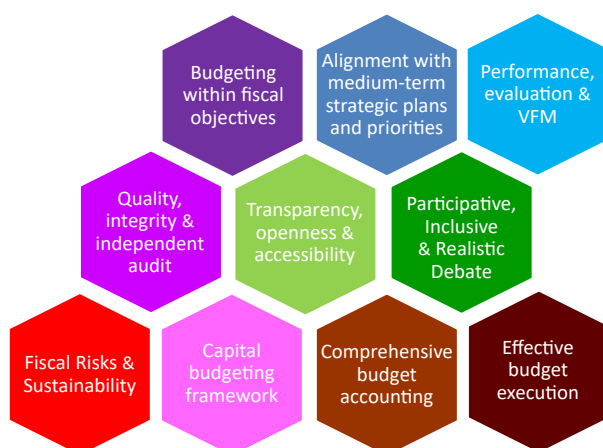 Budgeting
within fiscal
objectives
Alignment with
medium-term
strategic plans
and priorities
Performance,
evaluation &
VFM
Quality,
integrity &
independent
audit
Transparency,
openness &
accessibility
Participative,
Inclusive
& Realistic
Debate
Fiscal Risks &
Sustainability
Capital
budgeting
framework
Comprehensive
budget
accounting
Effective
budget
execution